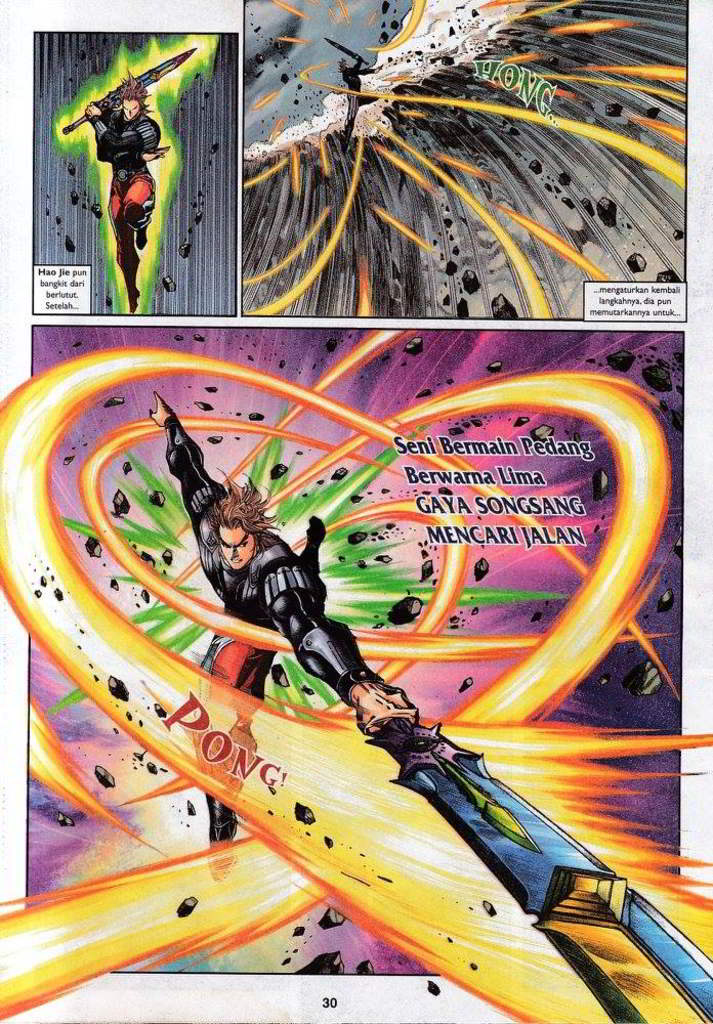 Hao Jie pun
bangkit dari
berlutut.
Setelah...
HONG...
...mengaturkan kembali
langkahnya, dia pun
memutarkannya untuk...
Seni Bermain Pedang
Berwarna Lima
GAYA SONGSANG
MENCARI JALAN
PONG!
30